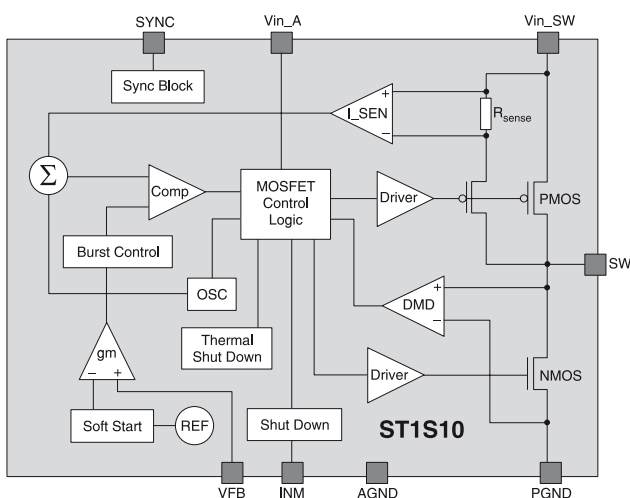 SYNC
Vin_A
Vin_SW
Sync Block
I_SEN
+
−
Rsense
Σ
Comp
MOSFET
Control
Logic
Driver
PMOS
Burst Control
SW
OSC
DMD
+
−
Thermal
Shut Down
gm
− +
Driver
NMOS
Soft Start
REF
Shut Down
ST1S10
VFB
INM
AGND
PGND